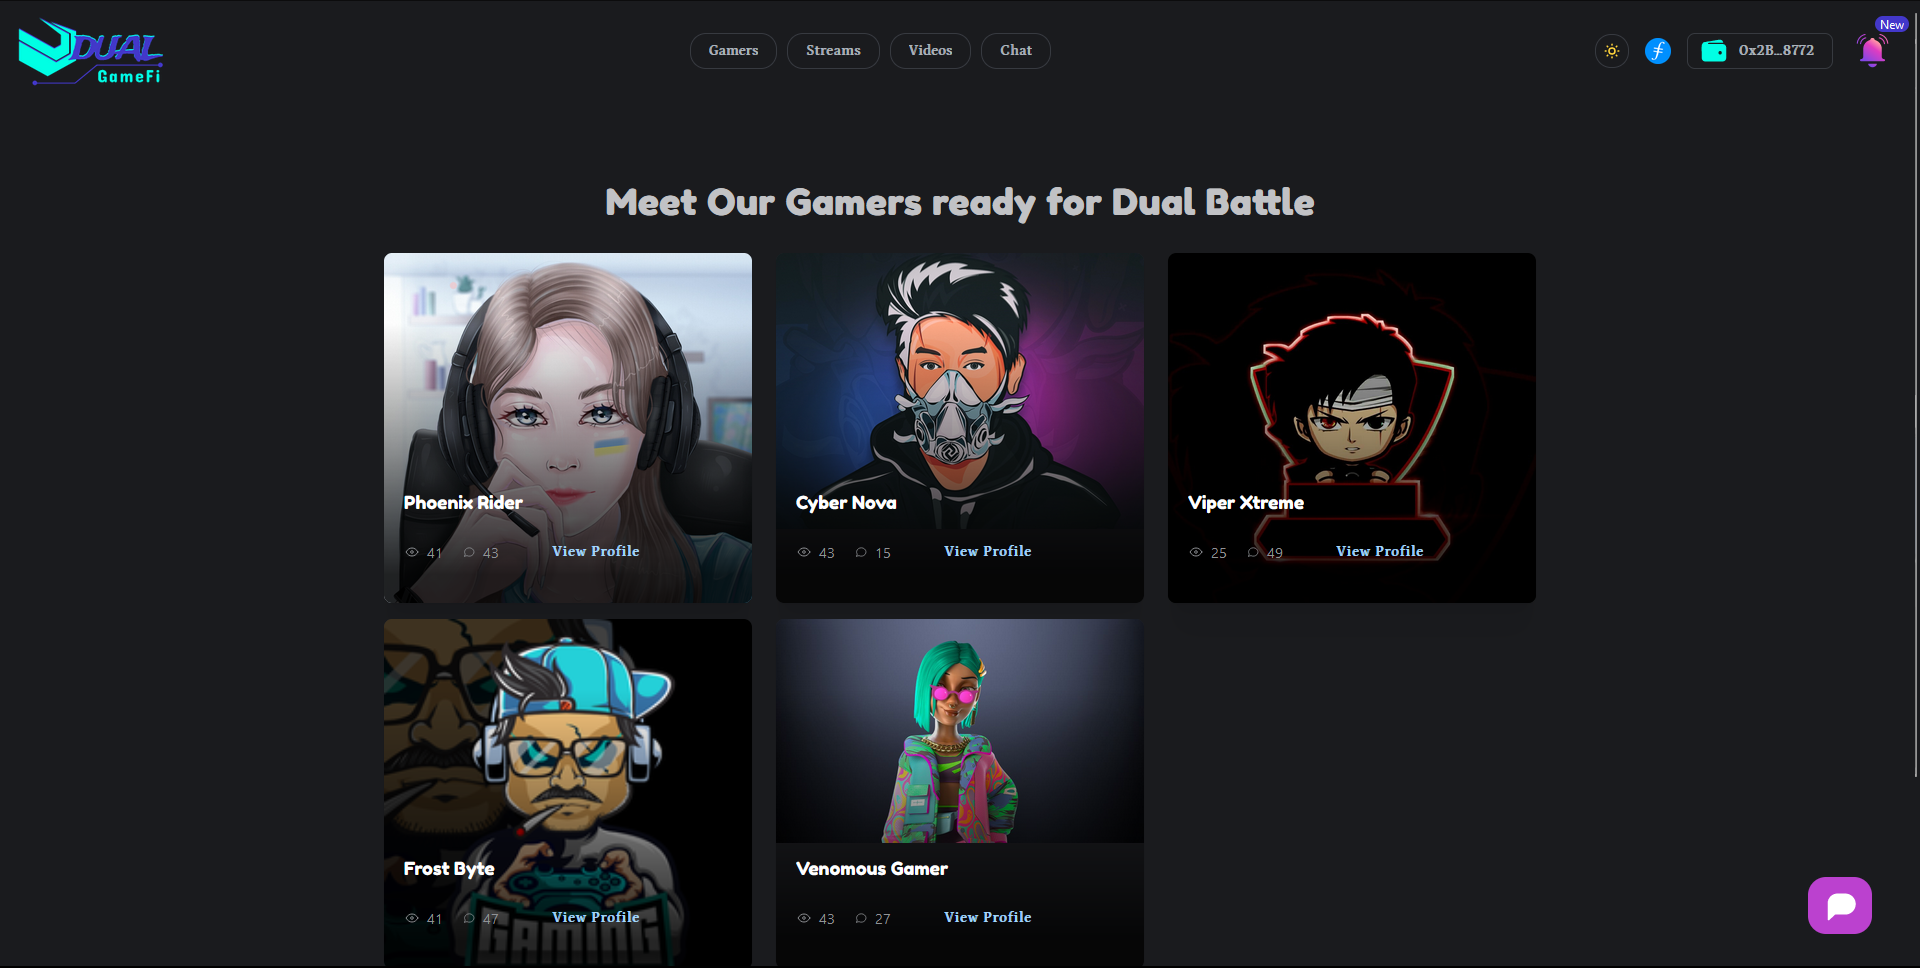 DUAL
GameFi
Gamers
Streams
Videos
Chat
0x2B...8772
New
Meet Our Gamers ready for Dual Battle
Phoenix Rider
41
43
View Profile
Cyber Nova
43
15
View Profile
Viper Xtreme
25
49
View Profile
Frost Byte
41
47
View Profile
GAMING
Venomous Gamer
43
27
View Profile